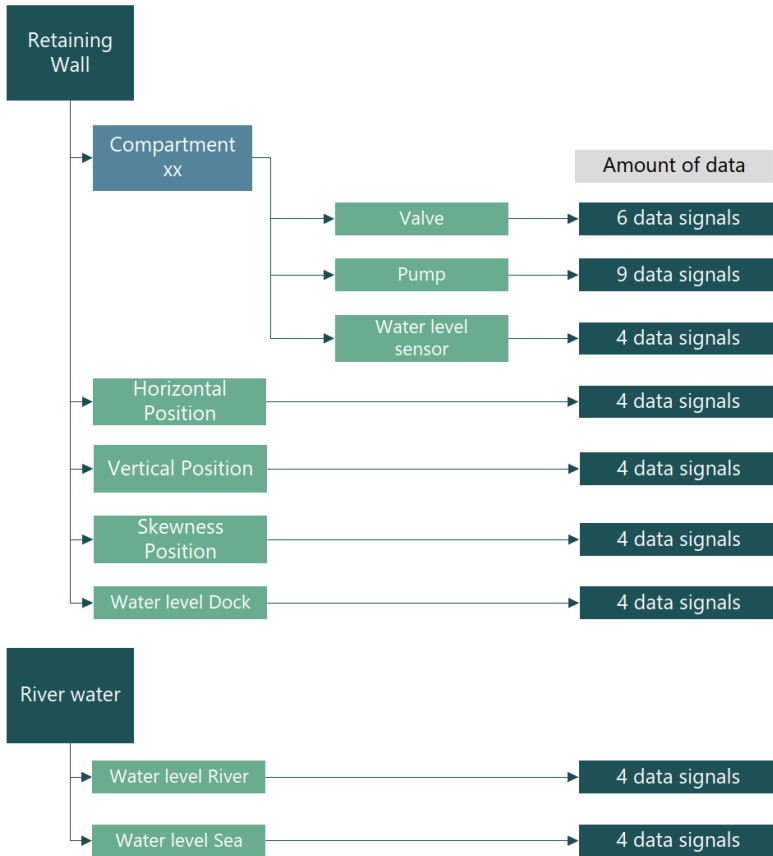 Retaining
Wall
Compartment
xx
Amount of data
Valve
6 data signals
Pump
9 data signals
Water level
sensor
4 data signals
Horizontal
Position
4 data signals
Vertical Position
4 data signals
Skewness
Position
4 data signals
Water level Dock
4 data signals
River water
Water level River
4 data signals
Water level Sea
4 data signals